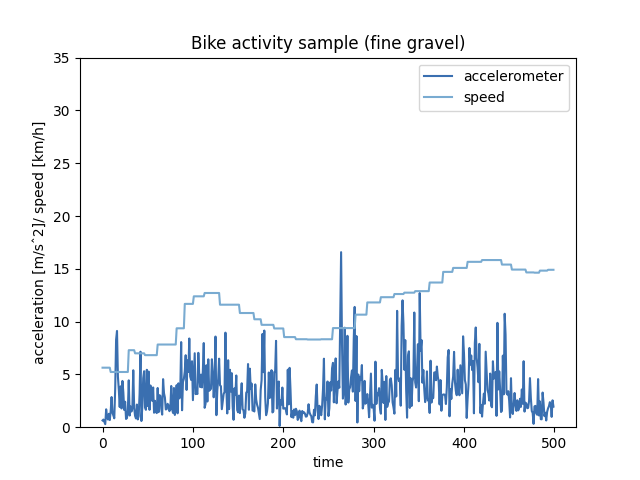 Bike activity sample (fine gravel)
accelerometer
speed
acceleration [m/sˆ2]/ speed [km/h]
35
30
25
20
15
10
5
0
0 100 200 300 400 500
time